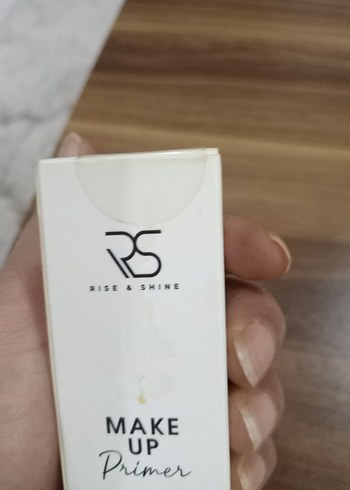 RS
RISE & SHINE
MAKE
UP
Primer